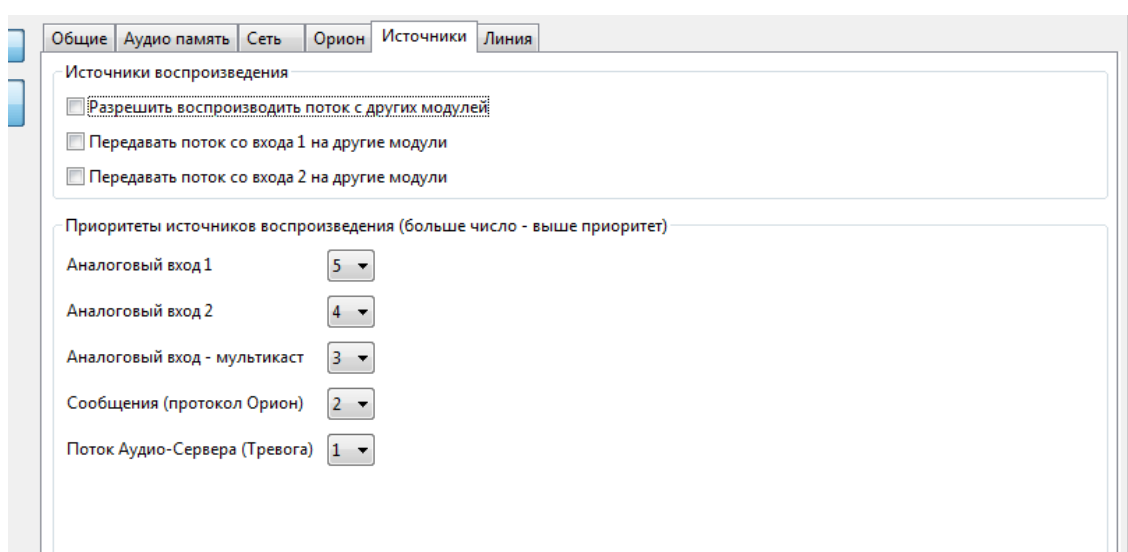 Общие Аудио память Сеть Орион Источники Линия
Источники воспроизведения
Разрешить воспроизводить поток с других модулей
Передавать поток со входа 1 на другие модули
Передавать поток со входа 2 на другие модули
Приоритеты источников воспроизведения (больше число - выше приоритет)
Аналоговый вход 1 5
Аналоговый вход 2 4
Аналоговый вход - мультикаст 3
Сообщения (протокол Орион) 2
Поток Аудио-Сервера (Тревога) 1